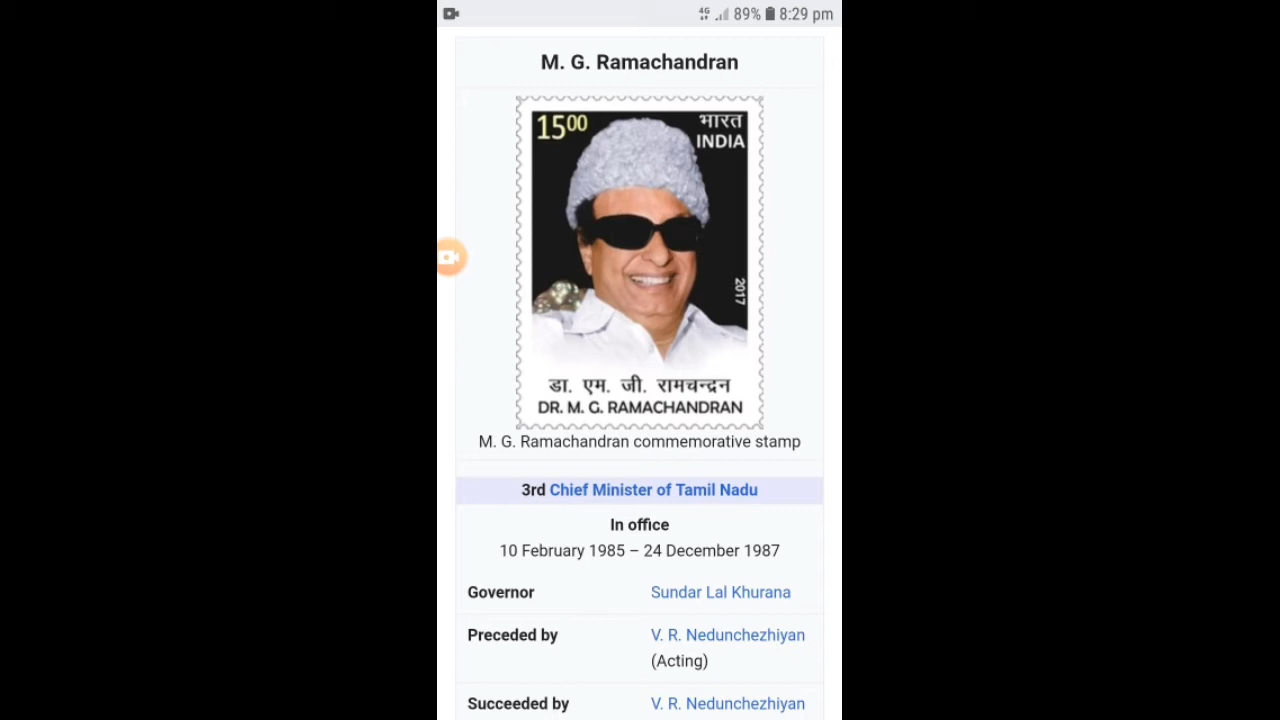 4G 89% 8:29 pm
M. G. Ramachandran
1500
भारत
INDIA
2017
डा. एम. जी. रामचन्द्रन
DR. M. G. RAMACHANDRAN
M. G. Ramachandran commemorative stamp
3rd Chief Minister of Tamil Nadu
In office
10 February 1985 – 24 December 1987
Governor Sundar Lal Khurana
Preceded by V. R. Nedunchezhiyan
(Acting)
Succeeded by V. R. Nedunchezhiyan